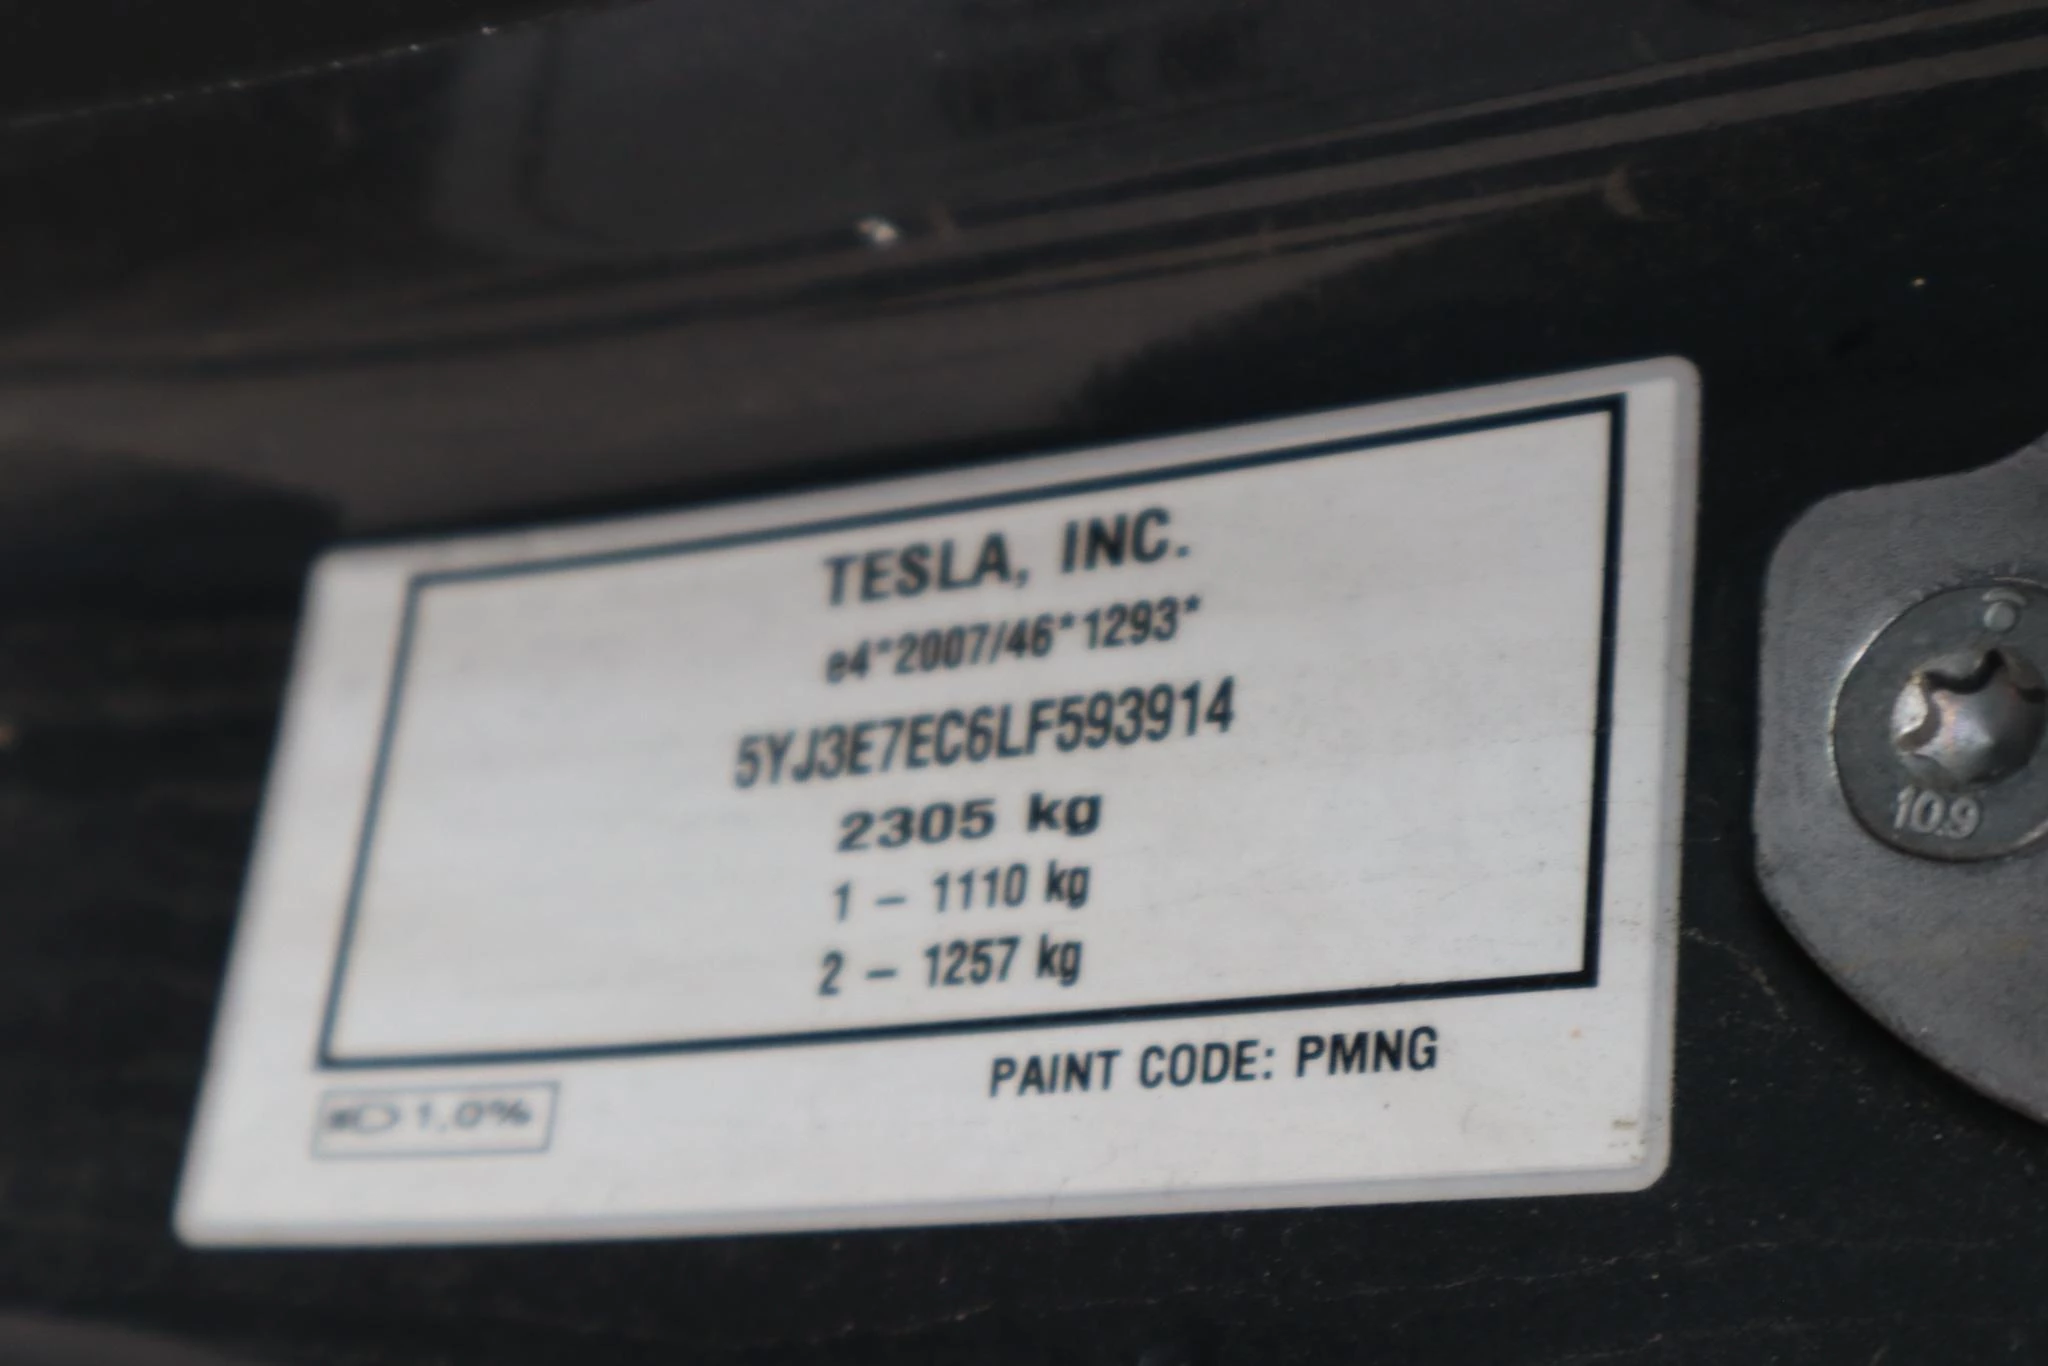 TESLA, INC.
e4*2007/46*1293*
5YJ3E7EC6LF593914
2305 kg
1 – 1110 kg
2 – 1257 kg
PAINT CODE: PMNG
1,0%
10.9